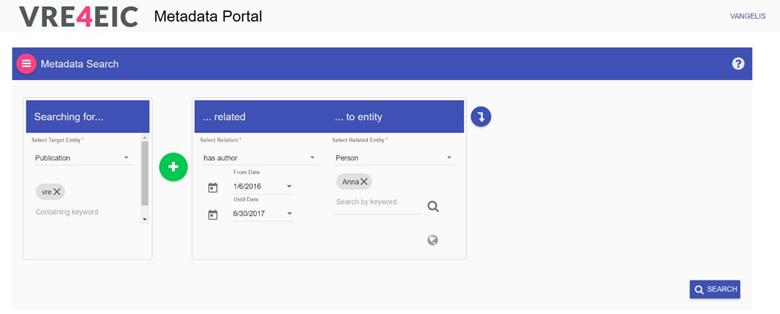 VRE4EIC Metadata Portal
VANGELIS
Metadata Search
Searching for...
Select Target Entity *
Publication
vre
Containing keyword
... related
Select Relation *
has author
From Date
1/6/2016
Until Date
6/30/2017
... to entity
Select Related Entity *
Person
Anna
Search by keyword
SEARCH